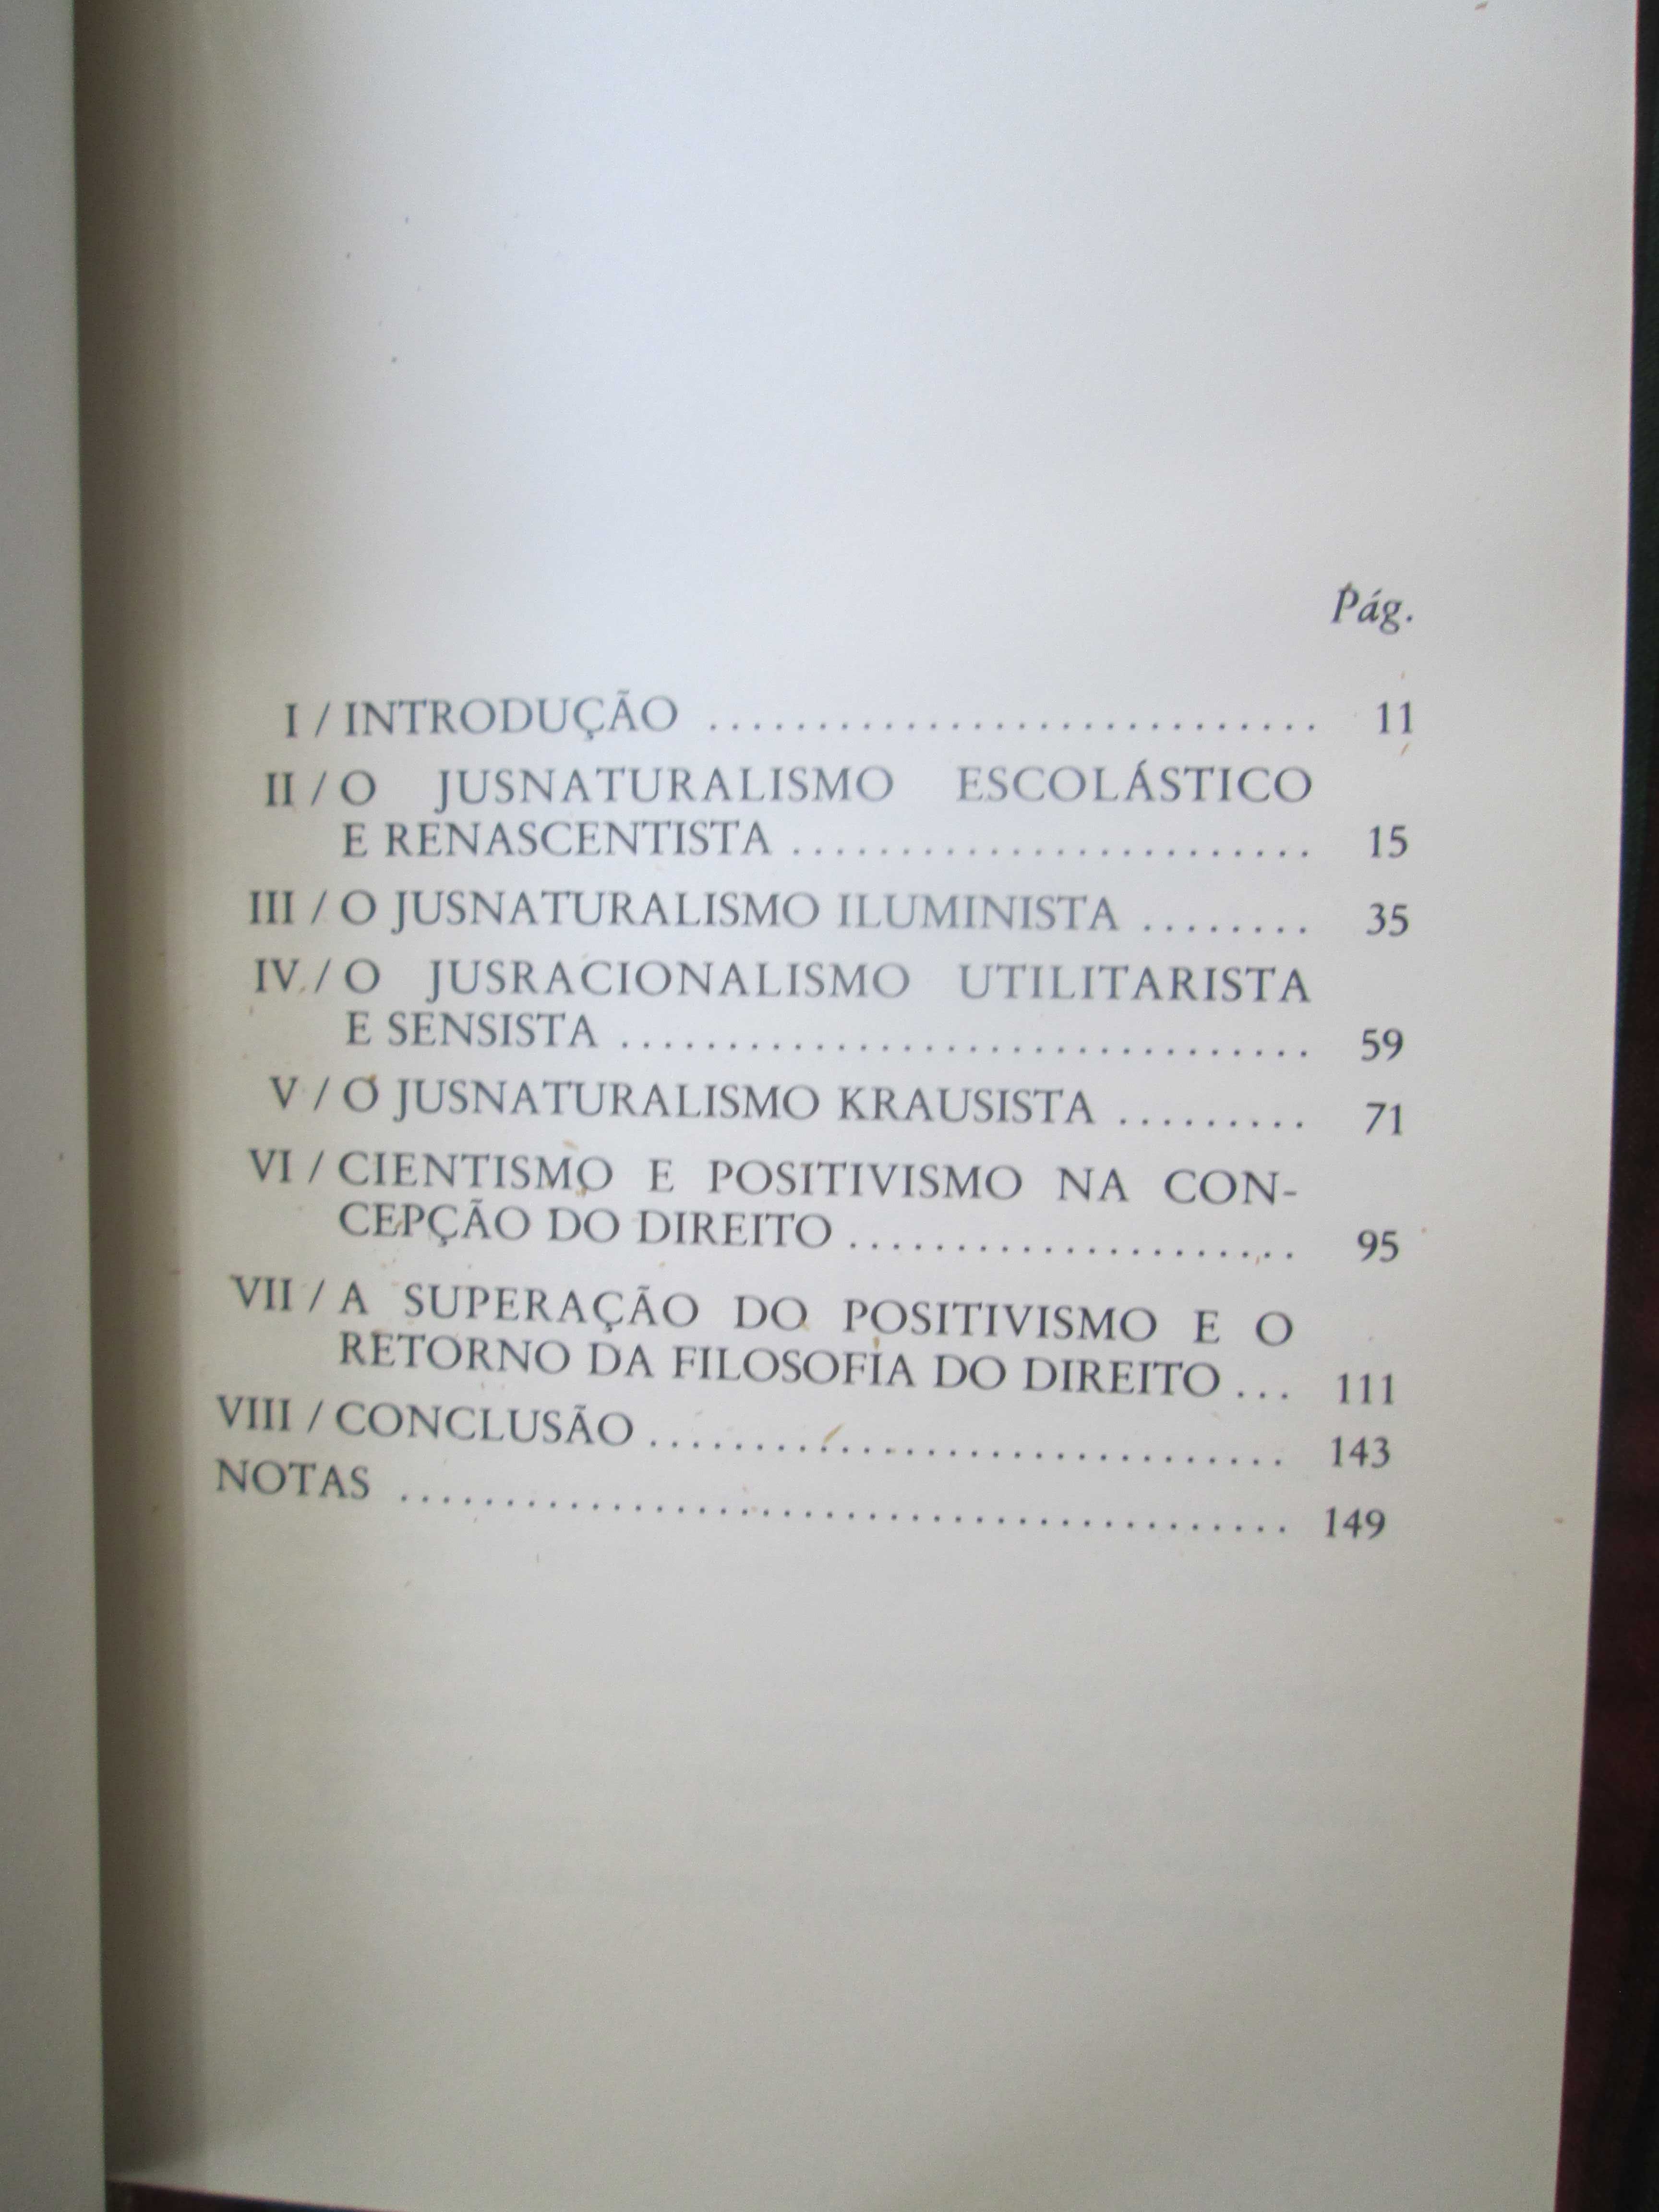 Pág.
I / INTRODUÇÃO .............................. 11
II / O JUSNATURALISMO ESCOLÁSTICO
E RENASCENTISTA ......................... 15
III / O JUSNATURALISMO ILUMINISTA ........ 35
IV / O JUSRACIONALISMO UTILITARISTA
E SENSISTA ................................. 59
V / O JUSNATURALISMO KRAUSISTA ......... 71
VI / CIENTISMO E POSITIVISMO NA CON-
CEPÇÃO DO DIREITO ...................... 95
VII / A SUPERAÇÃO DO POSITIVISMO E O
RETORNO DA FILOSOFIA DO DIREITO ... 111
VIII / CONCLUSÃO ............................... 143
NOTAS ........................................... 149